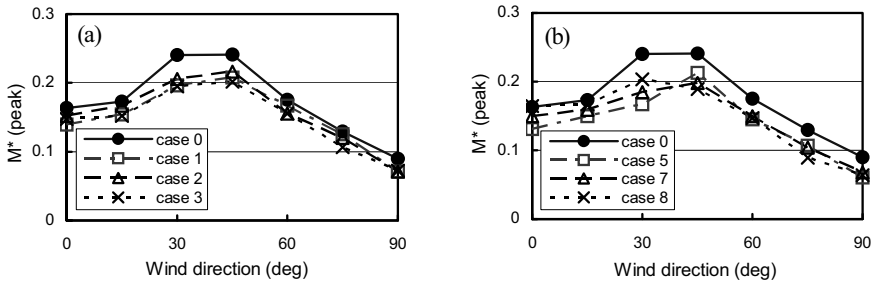 (a)
M* (peak)
0.3
0.2
0.1
0
case 0
case 1
case 2
case 3
0
30
60
90
Wind direction (deg)
(b)
M* (peak)
0.3
0.2
0.1
0
case 0
case 5
case 7
case 8
0
30
60
90
Wind direction (deg)